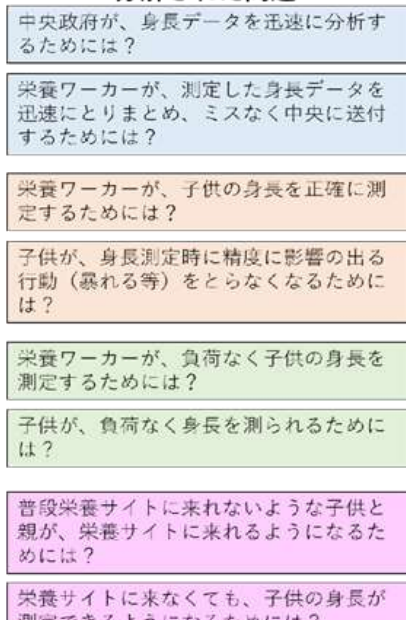 中央政府が、身長データを迅速に分析す
るためには？
栄養ワーカーが、測定した身長データを
迅速にとりまとめ、ミスなく中央に送付
するためには？
栄養ワーカーが、子供の身長を正確に測
定するためには？
子供が、身長測定時に精度に影響の出る
行動（暴れる等）をとらなくなるために
は？
栄養ワーカーが、負荷なく子供の身長を
測定するためには？
子供が、負荷なく身長を測られるために
は？
普段栄養サイトに来れないような子供と
親が、栄養サイトに来れるようになるた
めには？
栄養サイトに来なくても、子供の身長が